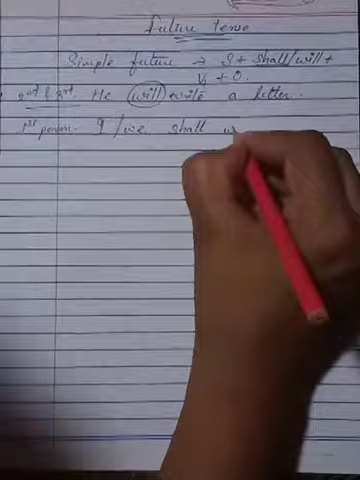 Future tense
Simple future → S + shall/will +
V₁ + O.
2nd & 3rd. He will write a letter.
1st person. I/we shall w